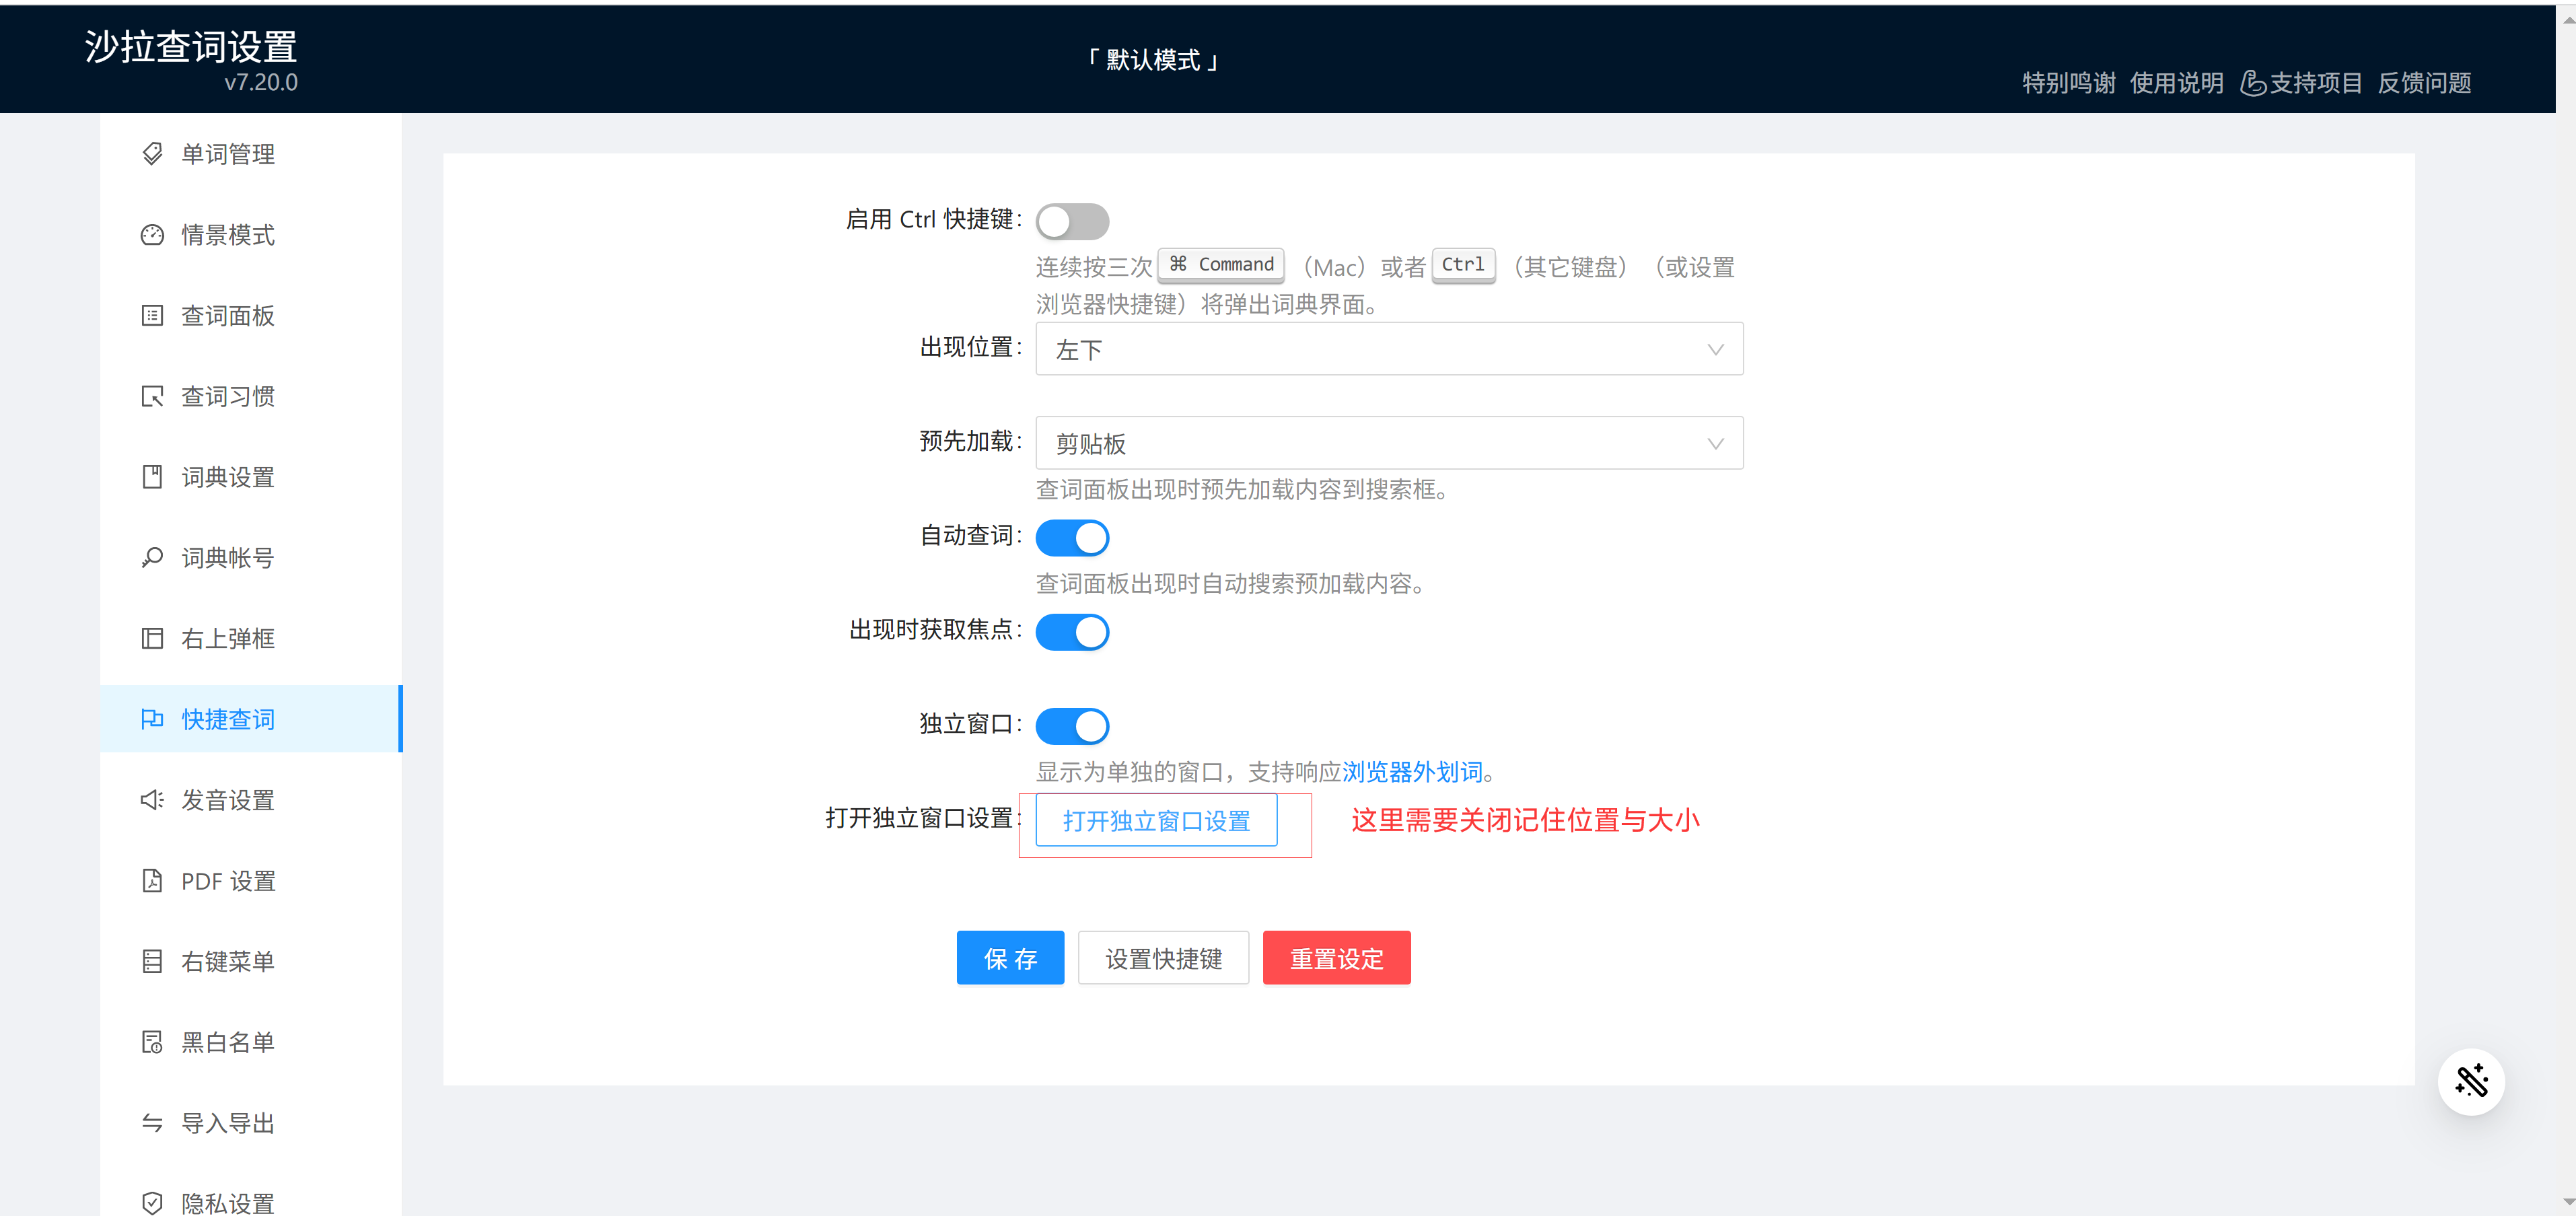 沙拉查词设置
v7.20.0
「 默认模式 」
特别鸣谢 使用说明 支持项目 反馈问题
单词管理
情景模式
查词面板
查词习惯
词典设置
词典帐号
右上弹框
快捷查词
发音设置
PDF 设置
右键菜单
黑白名单
导入导出
隐私设置
启用 Ctrl 快捷键:
连续按三次 ⌘ Command （Mac）或者 Ctrl （其它键盘）（或设置
浏览器快捷键）将弹出词典界面。
出现位置: 左下
预先加载: 剪贴板
查词面板出现时预先加载内容到搜索框。
自动查词:
查词面板出现时自动搜索预加载内容。
出现时获取焦点:
独立窗口:
显示为单独的窗口，支持响应浏览器外划词。
打开独立窗口设置: 打开独立窗口设置 这里需要关闭记住位置与大小
保 存 设置快捷键 重置设定